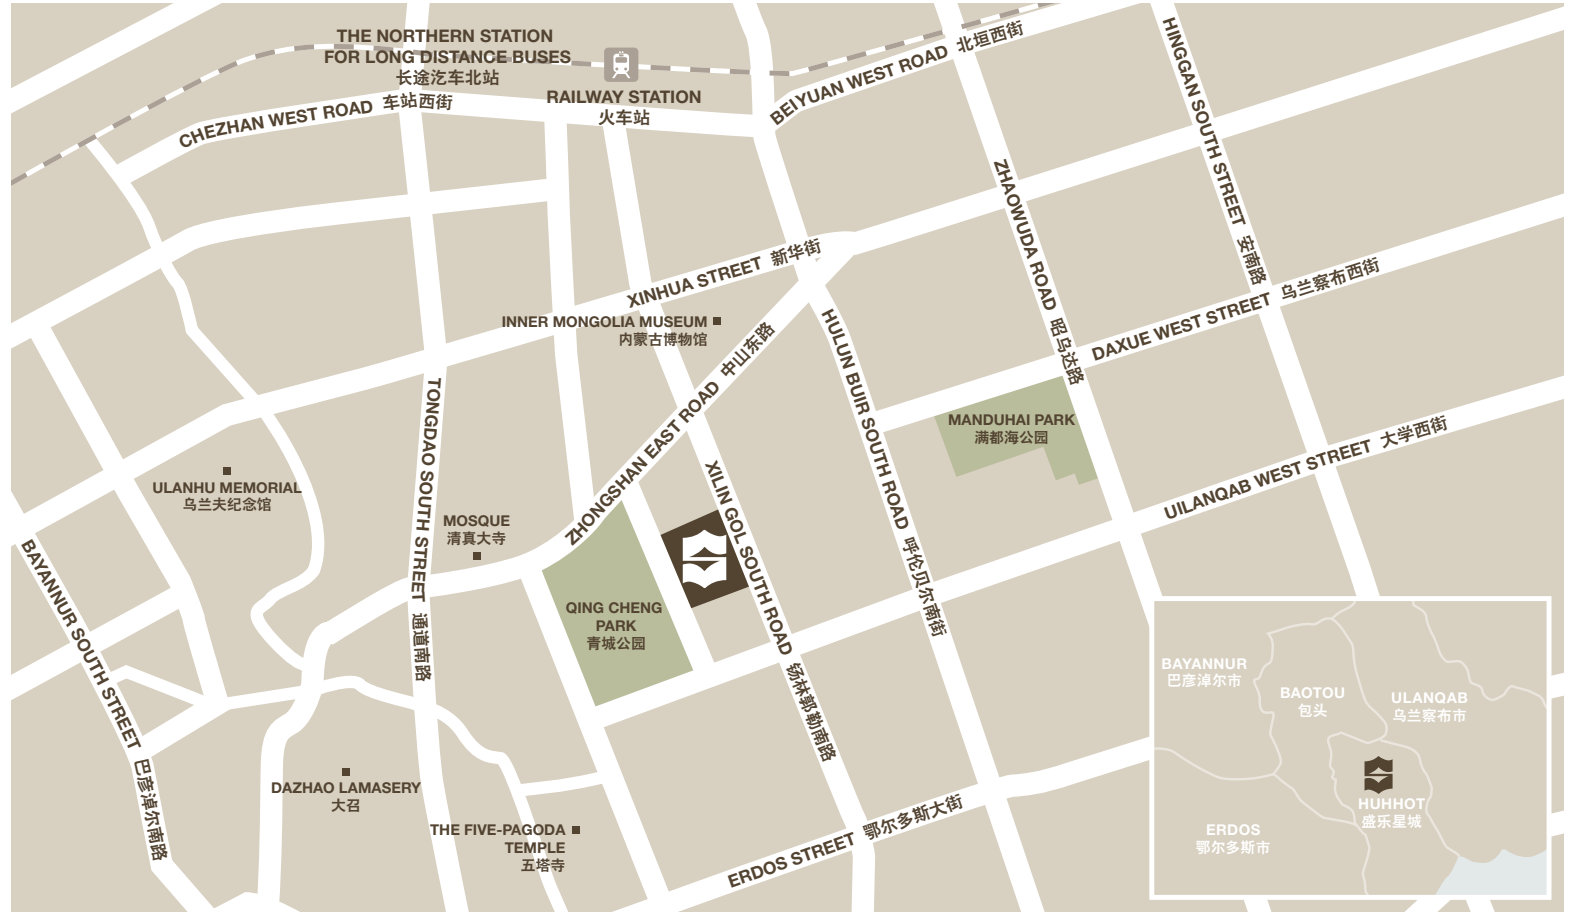 THE NORTHERN STATION
FOR LONG DISTANCE BUSES
长途汽车北站
RAILWAY STATION
火车站
CHEZHAN WEST ROAD 车站西街
BEIYUAN WEST ROAD 北垣西街
HINGGAN SOUTH STREET 安南路
ZHAOWUDA ROAD 昭乌达路
XINHUA STREET 新华街
INNER MONGOLIA MUSEUM
内蒙古博物馆
DAXUE WEST STREET 乌兰察布西街
HULUN BUIR SOUTH ROAD 呼伦贝尔南街
ZHONGSHAN EAST ROAD 中山东路
TONGDAO SOUTH STREET 通道南路
MANDUHAI PARK
满都海公园
UILANQAB WEST STREET 大学西街
ULANHU MEMORIAL
乌兰夫纪念馆
MOSQUE
清真大寺
XILIN GOL SOUTH ROAD 锡林郭勒南路
BAYANNUR SOUTH STREET 巴彦淖尔南路
QING CHENG
PARK
青城公园
DAZHAO LAMASERY
大召
THE FIVE-PAGODA
TEMPLE
五塔寺
ERDOS STREET 鄂尔多斯大街
BAYANNUR
巴彦淖尔市
BAOTOU
包头
ULANQAB
乌兰察布市
HUHHOT
盛乐星城
ERDOS
鄂尔多斯市